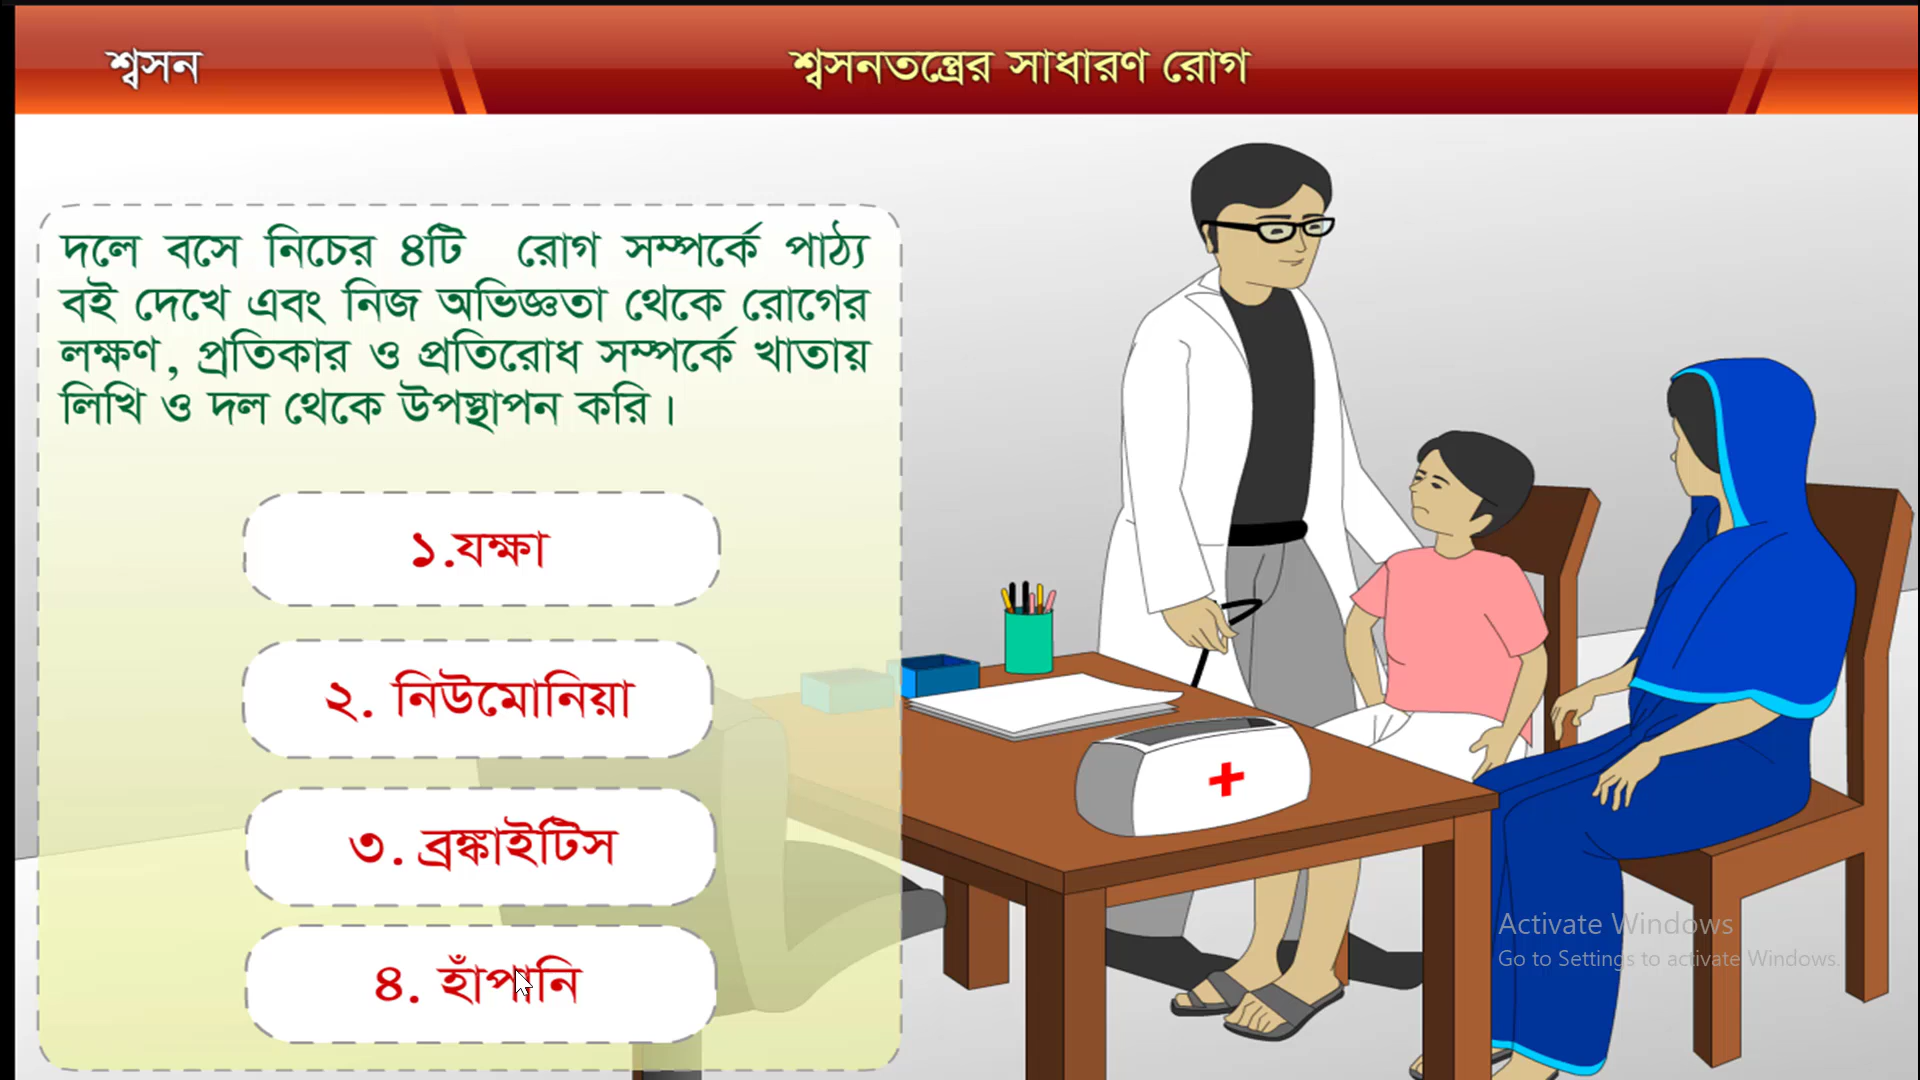 শ্বসন
শ্বসনতন্ত্রের সাধারণ রোগ
দলে বসে নিচের ৪টি রোগ সম্পর্কে পাঠ্য
বই দেখে এবং নিজ অভিজ্ঞতা থেকে রোগের
লক্ষণ, প্রতিকার ও প্রতিরোধ সম্পর্কে খাতায়
লিখি ও দল থেকে উপস্থাপন করি।
১.যক্ষা
২. নিউমোনিয়া
৩. ব্রঙ্কাইটিস
৪. হাঁপানি
Activate Windows
Go to Settings to activate Windows.